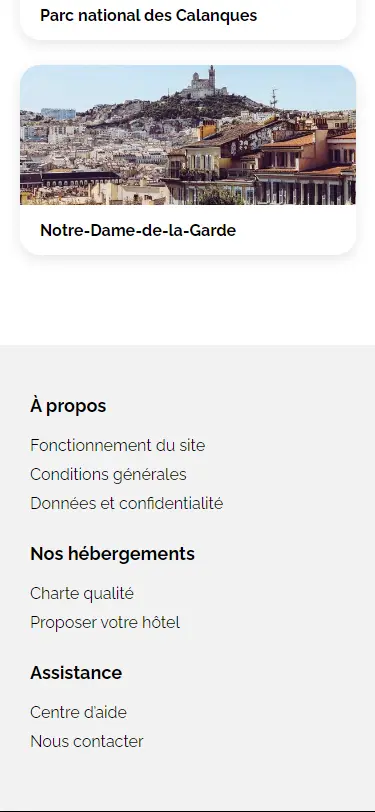 Parc national des Calanques
Notre-Dame-de-la-Garde
À propos
Fonctionnement du site
Conditions générales
Données et confidentialité
Nos hébergements
Charte qualité
Proposer votre hôtel
Assistance
Centre d'aide
Nous contacter